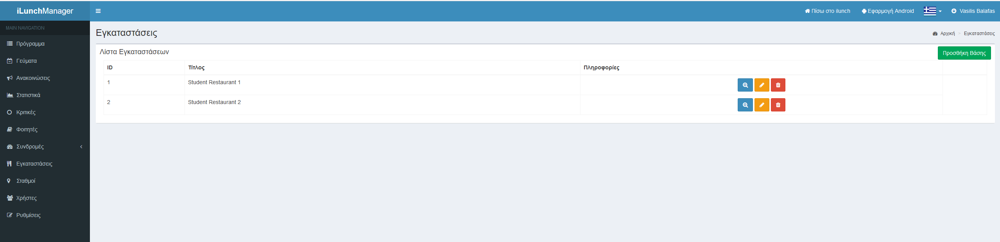 iLunchManager
Πίσω στο ilunch Εφαρμογή Android Vasilis Balafas
MAIN NAVIGATION
Πρόγραμμα
Γεύματα
Ανακοινώσεις
Στατιστικά
Κριτικές
Φοιτητές
Συνδρομές
Εγκαταστάσεις
Σταθμοί
Χρήστες
Ρυθμίσεις
Εγκαταστάσεις
Αρχική > Εγκαταστάσεις
Λίστα Εγκαταστάσεων
Προσθήκη Βάσης
ID Τίτλος Πληροφορίες
1 Student Restaurant 1
2 Student Restaurant 2